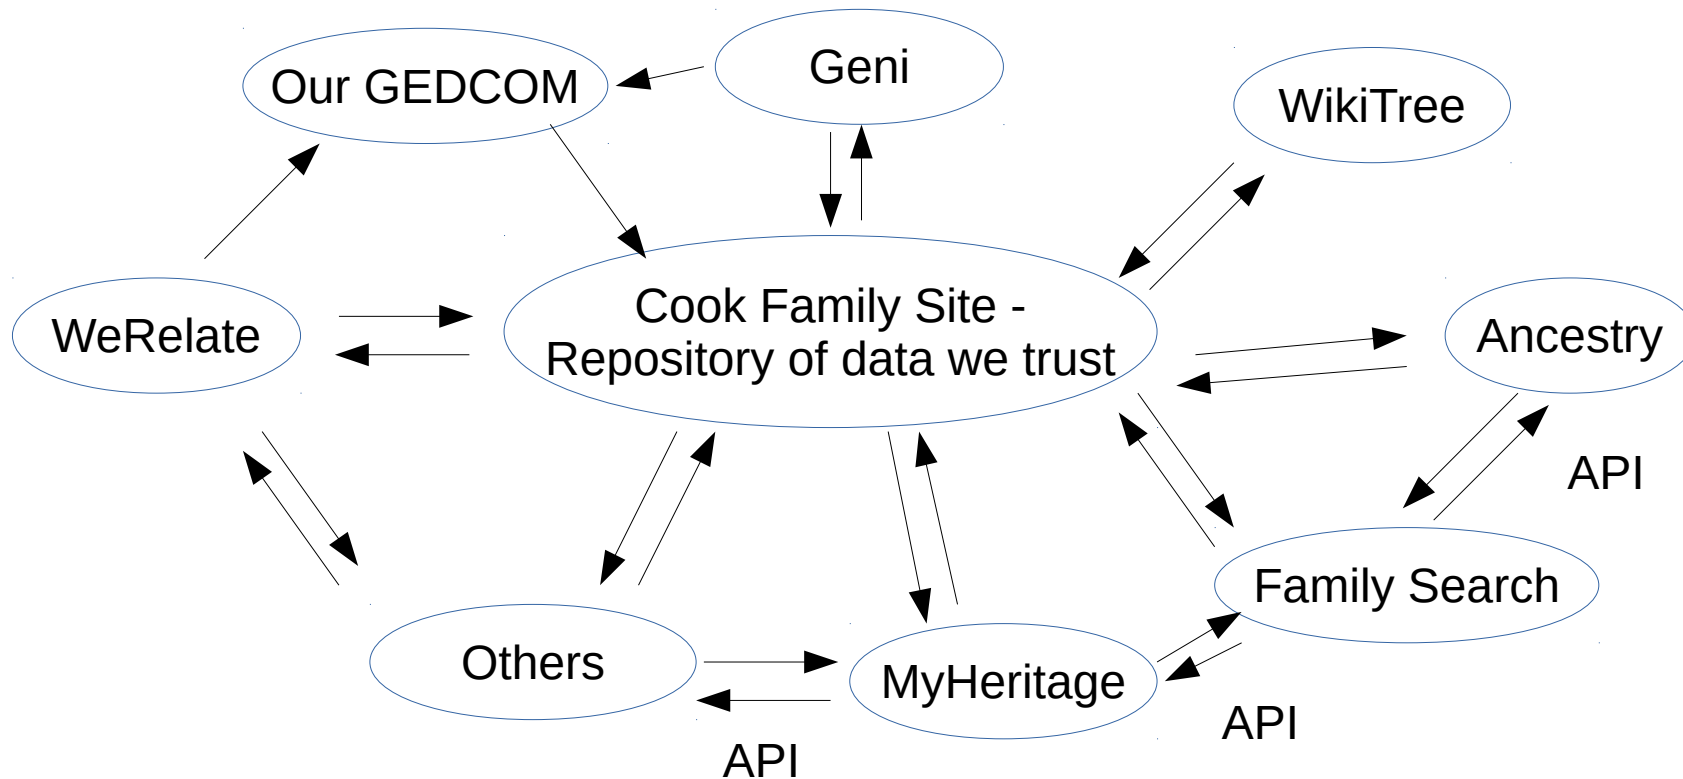 Our GEDCOM
Geni
WikiTree
WeRelate
Cook Family Site -
Repository of data we trust
Ancestry
API
Family Search
Others
MyHeritage
API
API